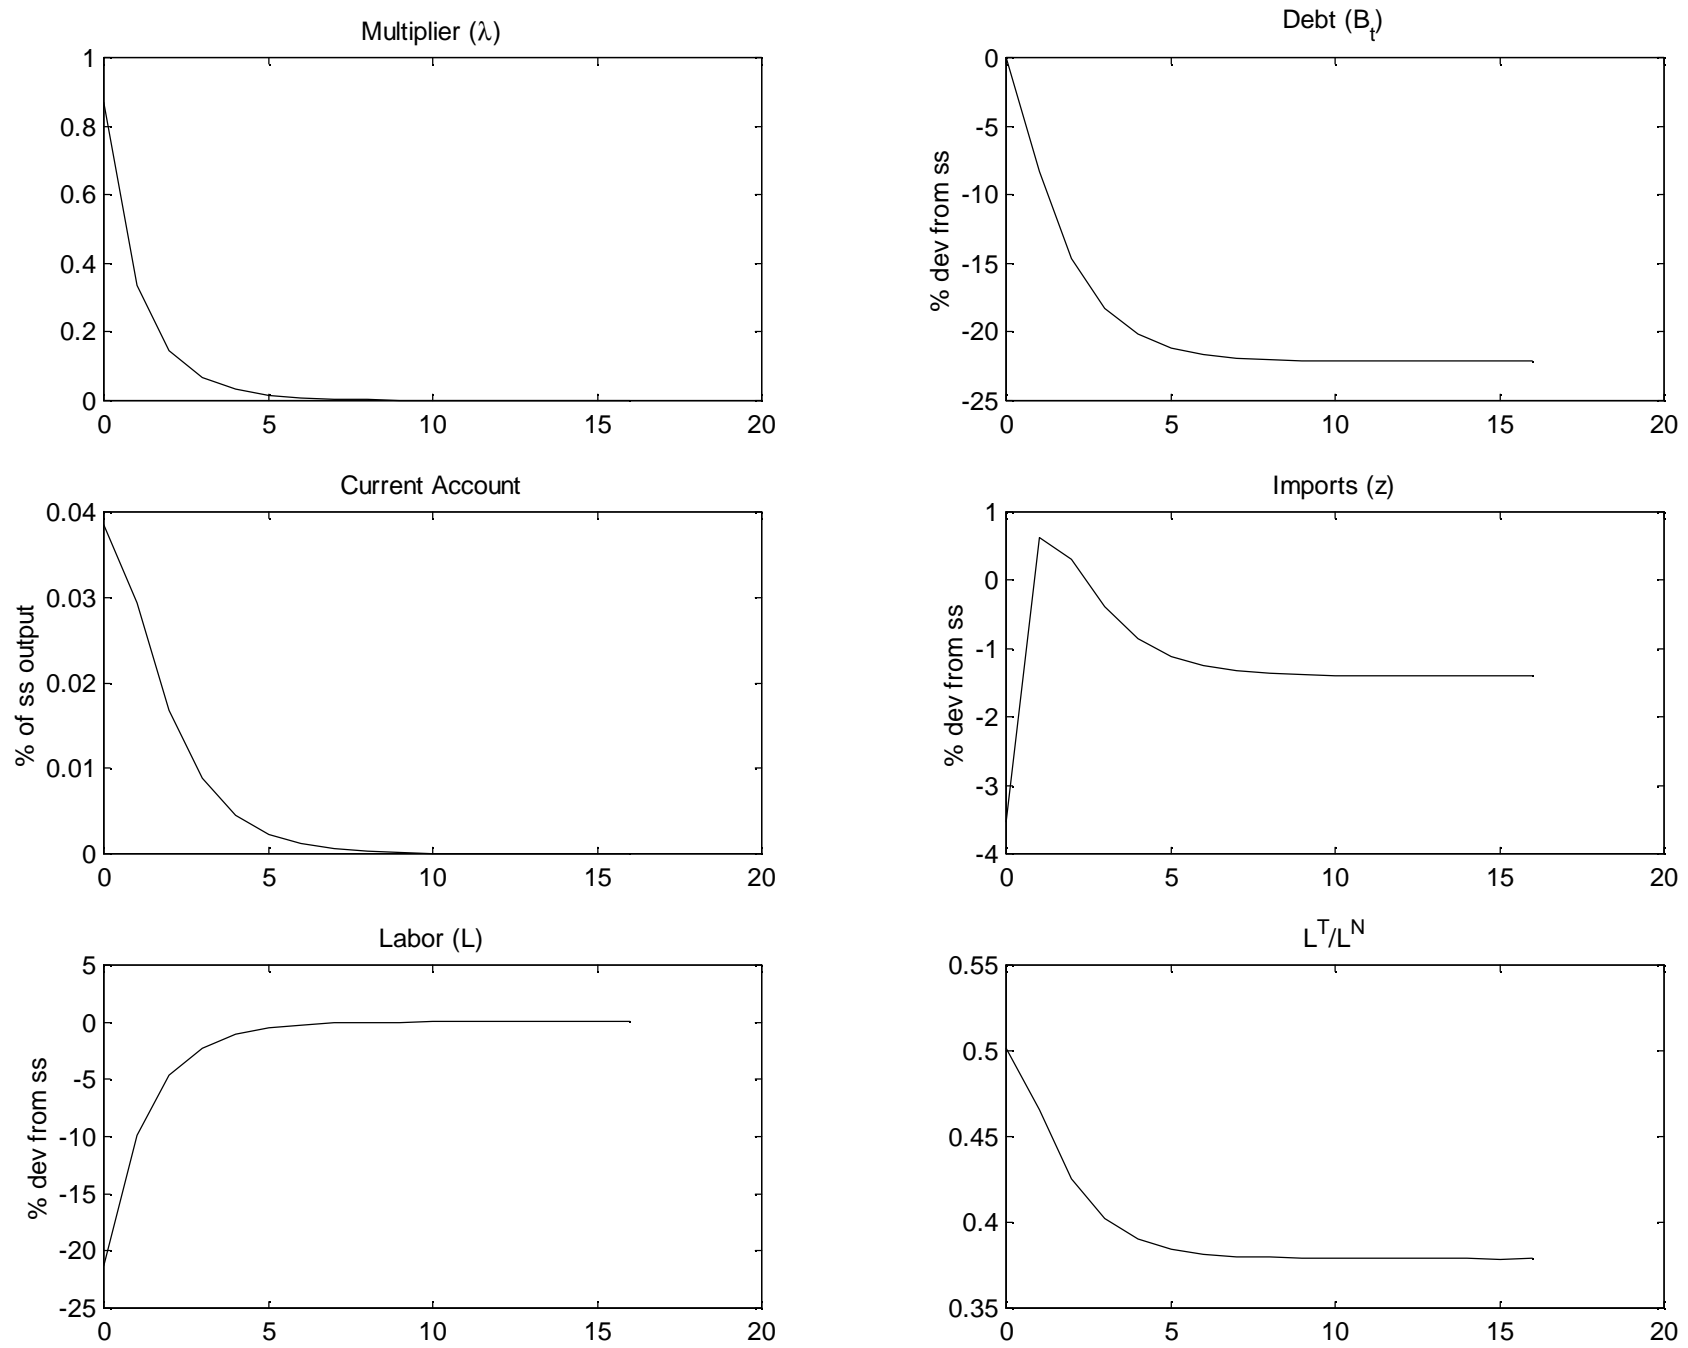 Multiplier (λ)
1
0.8
0.6
0.4
0.2
0
0 5 10 15 20
Debt (B_t)
% dev from ss
0
-5
-10
-15
-20
-25
0 5 10 15 20
Current Account
% of ss output
0.04
0.03
0.02
0.01
0
0 5 10 15 20
Imports (z)
% dev from ss
1
0
-1
-2
-3
-4
0 5 10 15 20
Labor (L)
% dev from ss
5
0
-5
-10
-15
-20
-25
0 5 10 15 20
L^T/L^N
0.55
0.5
0.45
0.4
0.35
0 5 10 15 20